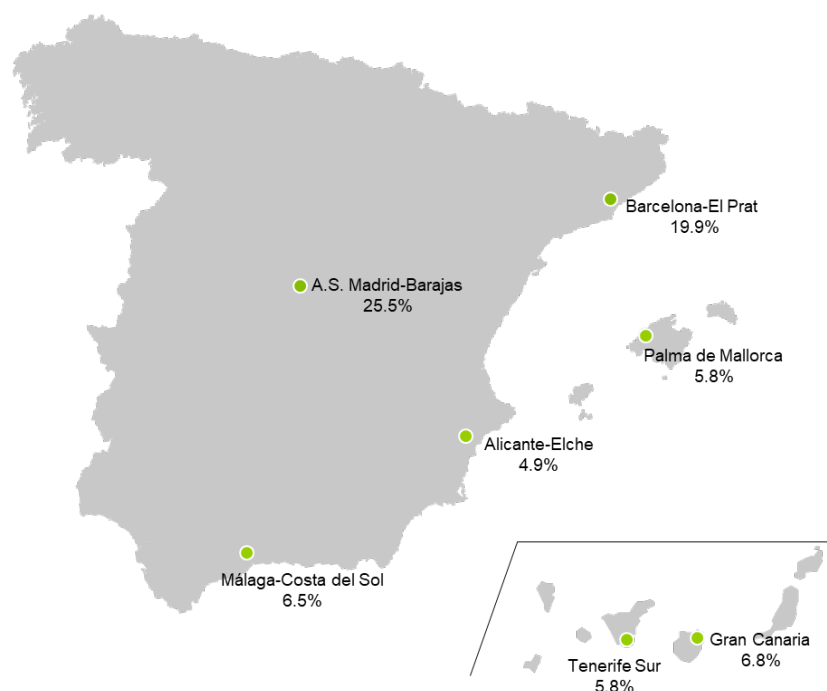 Barcelona-El Prat
19.9%
A.S. Madrid-Barajas
25.5%
Palma de Mallorca
5.8%
Alicante-Elche
4.9%
Málaga-Costa del Sol
6.5%
Gran Canaria
6.8%
Tenerife Sur
5.8%